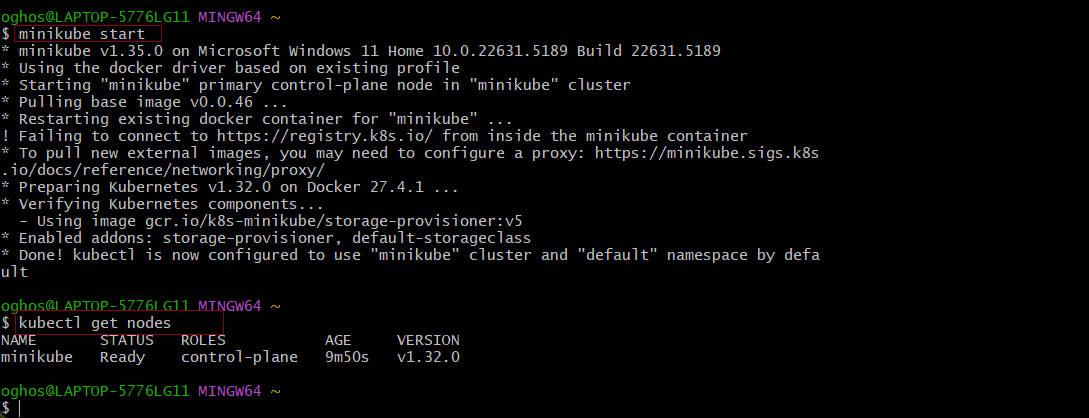 oghos@LAPTOP-5776LG11 MINGW64 ~
$ minikube start
* minikube v1.35.0 on Microsoft Windows 11 Home 10.0.22631.5189 Build 22631.5189
* Using the docker driver based on existing profile
* Starting "minikube" primary control-plane node in "minikube" cluster
* Pulling base image v0.0.46 ...
* Restarting existing docker container for "minikube" ...
! Failing to connect to https://registry.k8s.io/ from inside the minikube container
* To pull new external images, you may need to configure a proxy: https://minikube.sigs.k8s
.io/docs/reference/networking/proxy/
* Preparing Kubernetes v1.32.0 on Docker 27.4.1 ...
* Verifying Kubernetes components...
  - Using image gcr.io/k8s-minikube/storage-provisioner:v5
* Enabled addons: storage-provisioner, default-storageclass
* Done! kubectl is now configured to use "minikube" cluster and "default" namespace by defa
ult
oghos@LAPTOP-5776LG11 MINGW64 ~
$ kubectl get nodes
NAME       STATUS   ROLES           AGE     VERSION
minikube   Ready    control-plane   9m50s   v1.32.0
oghos@LAPTOP-5776LG11 MINGW64 ~
$